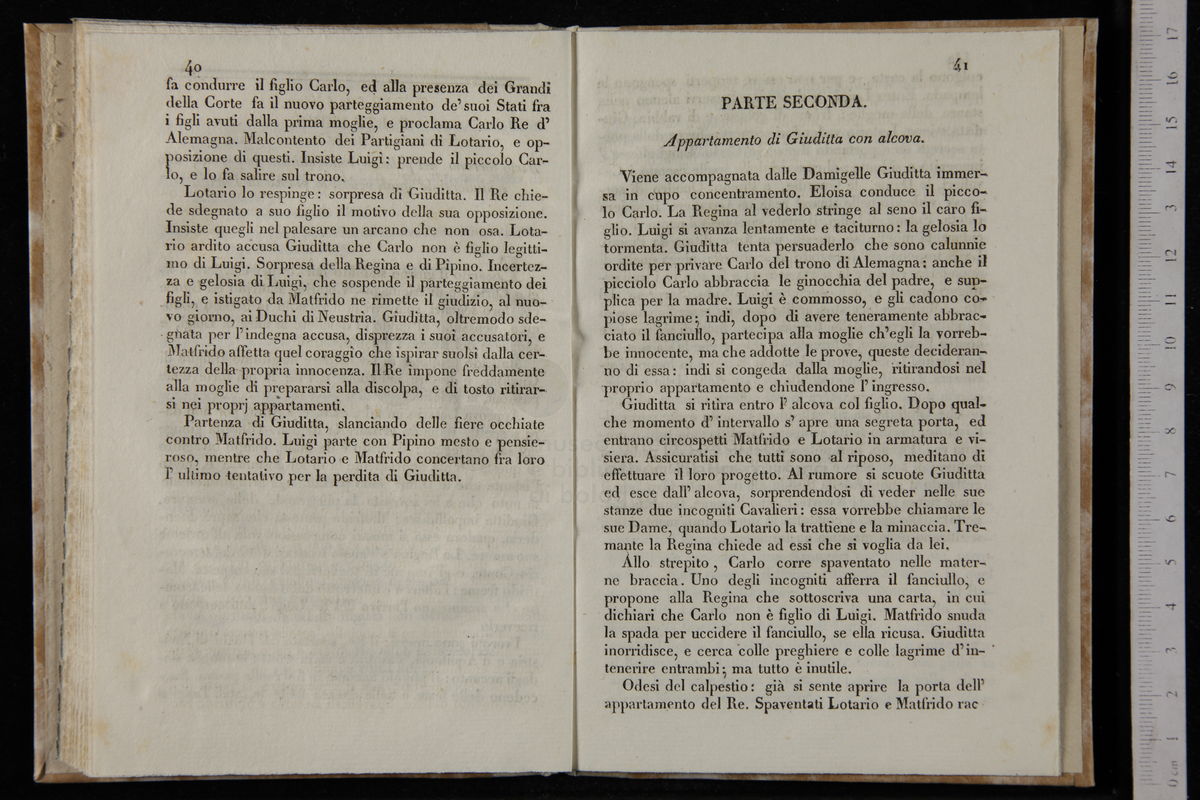 40
fa condurre il figlio Carlo, ed alla presenza dei Grandi
della Corte fa il nuovo parteggiamento de' suoi Stati fra
i figli avuti dalla prima moglie, e proclama Carlo Re d'
Alemagna. Malcontento dei Partigiani di Lotario, e op-
posizione di questi. Insiste Luigi: prende il piccolo Car-
lo, e lo fa salire sul trono.
Lotario lo respinge: sorpresa di Giuditta. Il Re chie-
de sdegnato a suo figlio il motivo della sua opposizione.
Insiste quegli nel palesare un arcano che non osa. Lota-
rio ardito accusa Giuditta che Carlo non è figlio legitti-
mo di Luigi. Sorpresa della Regina e di Pipino. Incertez-
za e gelosia di Luigi, che sospende il parteggiamento dei
figli, e istigato da Matfrido ne rimette il giudizio, al nuo-
vo giorno, ai Duchi di Neustria. Giuditta, oltremodo sde-
gnata per l'indegna accusa, disprezza i suoi accusatori, e
Matfrido affetta quel coraggio che ispirar suolsi dalla cer-
tezza della propria innocenza. Il Re impone freddamente
alla moglie di prepararsi alla discolpa, e di tosto ritirar-
si nei proprj appartamenti.
Partenza di Giuditta, slanciando delle fiere occhiate
contro Matfrido. Luigi parte con Pipino mesto e pensie-
roso, mentre che Lotario e Matfrido concertano fra loro
l' ultimo tentativo per la perdita di Giuditta.
41
PARTE SECONDA.
Appartamento di Giuditta con alcova.
Viene accompagnata dalle Damigelle Giuditta immer-
sa in cupo concentramento. Eloisa conduce il picco-
lo Carlo. La Regina al vederlo stringe al seno il caro fi-
glio. Luigi si avanza lentamente e taciturno: la gelosia lo
tormenta. Giuditta tenta persuaderlo che sono calunnie
ordite per privare Carlo del trono di Alemagna: anche il
picciolo Carlo abbraccia le ginocchia del padre, e sup-
plica per la madre. Luigi è commosso, e gli cadono co-
piose lagrime; indi, dopo di avere teneramente abbrac-
ciato il fanciullo, partecipa alla moglie ch'egli la vorreb-
be innocente, ma che addotte le prove, queste decideran-
no di essa: indi si congeda dalla moglie, ritirandosi nel
proprio appartamento e chiudendone l' ingresso.
Giuditta si ritira entro l' alcova col figlio. Dopo qual-
che momento d' intervallo s' apre una segreta porta, ed
entrano circospetti Matfrido e Lotario in armatura e vi-
siera. Assicuratisi che tutti sono al riposo, meditano di
effettuare il loro progetto. Al rumore si scuote Giuditta
ed esce dall' alcova, sorprendendosi di veder nelle sue
stanze due incogniti Cavalieri: essa vorrebbe chiamare le
sue Dame, quando Lotario la trattiene e la minaccia. Tre-
mante la Regina chiede ad essi che si voglia da lei.
Allo strepito, Carlo corre spaventato nelle mater-
ne braccia. Uno degli incogniti afferra il fanciullo, e
propone alla Regina che sottoscriva una carta, in cui
dichiari che Carlo non è figlio di Luigi. Matfrido snuda
la spada per uccidere il fanciullo, se ella ricusa. Giuditta
inorridisce, e cerca colle preghiere e colle lagrime d' in-
tenerire entrambi; ma tutto è inutile.
Odesi del calpestio: già si sente aprire la porta dell'
appartamento del Re. Spaventati Lotario e Matfrido rac
0 cm 1 2 3 4 5 6 7 8 9 10 11 12 13 14 15 16 17